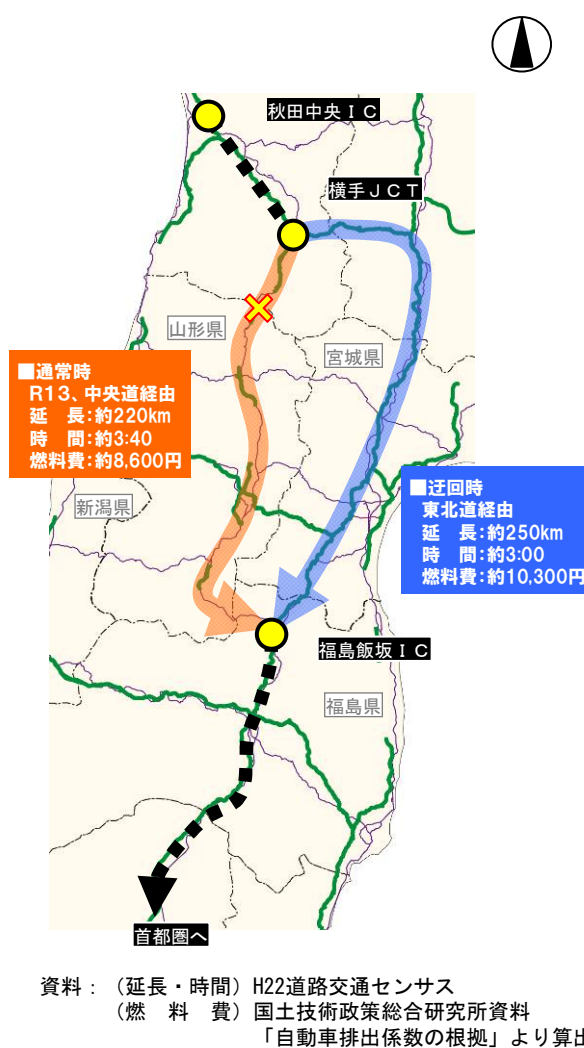 秋田中央ＩＣ
横手ＪＣＴ
山形県
宮城県
■通常時
R13、中央道経由
延　長：約220km
時　間：約3:40
燃料費：約8,600円
■迂回時
東北道経由
延　長：約250km
時　間：約3:00
燃料費：約10,300円
新潟県
福島飯坂ＩＣ
福島県
首都圏へ
資料：（延長・時間）H22道路交通センサス
（燃　料　費）国土技術政策総合研究所資料
「自動車排出係数の根拠」より算出